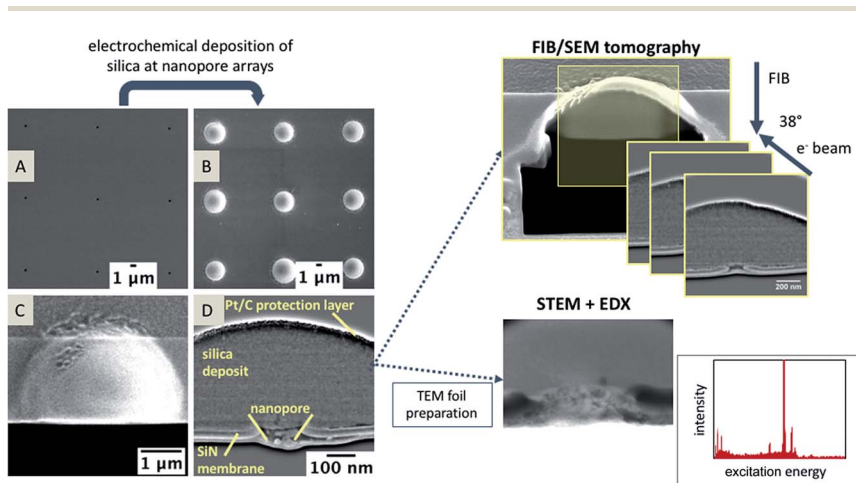 electrochemical deposition of
silica at nanopore arrays
A
1 µm
B
1 µm
C
1 µm
D
Pt/C protection layer
silica
deposit
nanopore
SiN
membrane
100 nm
FIB/SEM tomography
FIB
38°
e⁻ beam
200 nm
STEM + EDX
TEM foil
preparation
intensity
excitation energy